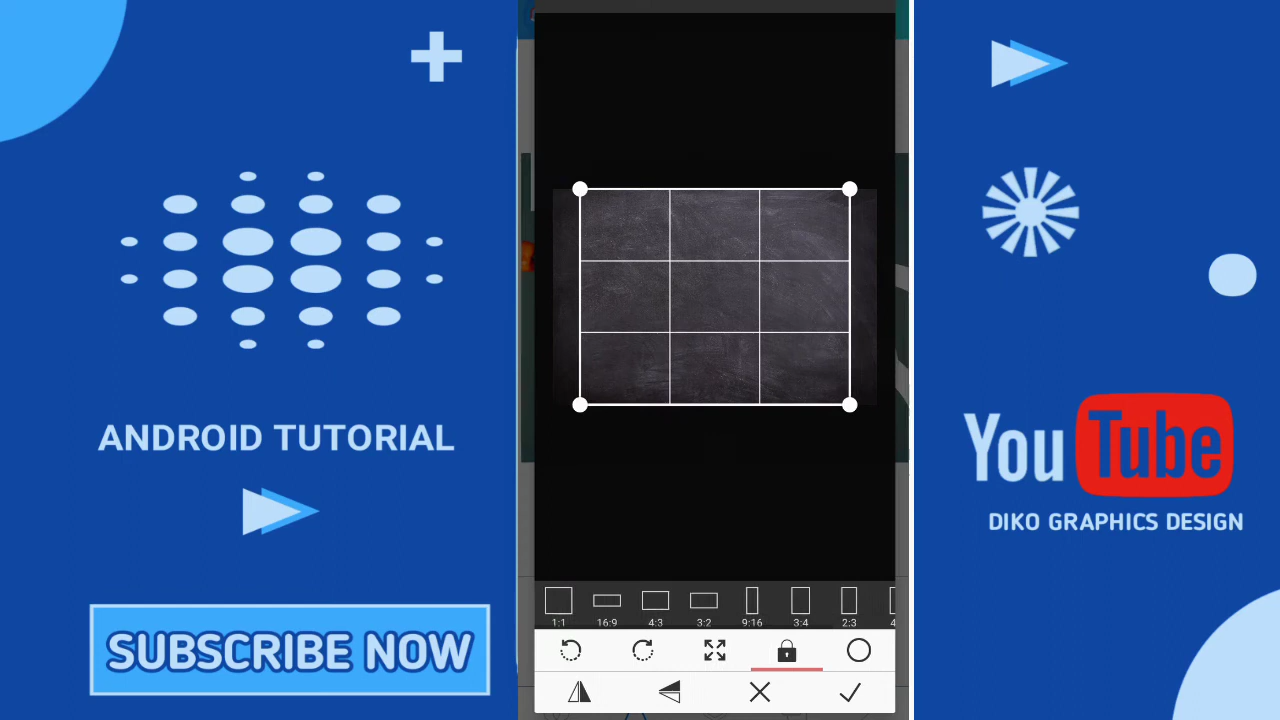 ANDROID TUTORIAL
SUBSCRIBE NOW
1:1 16:9 4:3 3:2 9:16 3:4 2:3
YouTube
DIKO GRAPHICS DESIGN